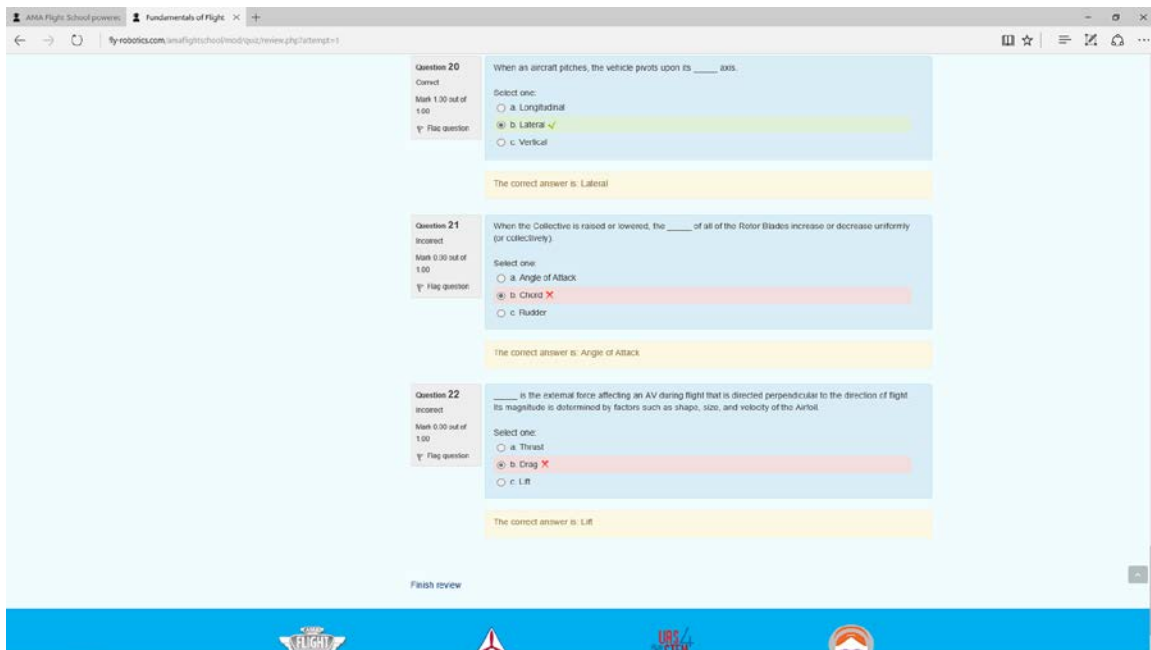 AMA Flight School powere
Fundamentals of Flight
fly-robotics.com/amaflightschool/mod/quiz/review.php?attempt=1
Question 20
Correct
Mark 1.00 out of
1.00
Flag question
When an aircraft pitches, the vehicle pivots upon its _____ axis.
Select one:
a. Longitudinal
b. Lateral
c. Vertical
The correct answer is: Lateral
Question 21
Incorrect
Mark 0.00 out of
1.00
Flag question
When the Collective is raised or lowered, the _____ of all of the Rotor Blades increase or decrease uniformly
(or collectively).
Select one:
a. Angle of Attack
b. Chord
c. Rudder
The correct answer is: Angle of Attack
Question 22
Incorrect
Mark 0.00 out of
1.00
Flag question
_____ is the external force affecting an AV during flight that is directed perpendicular to the direction of flight.
Its magnitude is determined by factors such as shape, size, and velocity of the Airfoil.
Select one:
a. Thrust
b. Drag
c. Lift
The correct answer is: Lift
Finish review
FLIGHT
UAS4
STEM